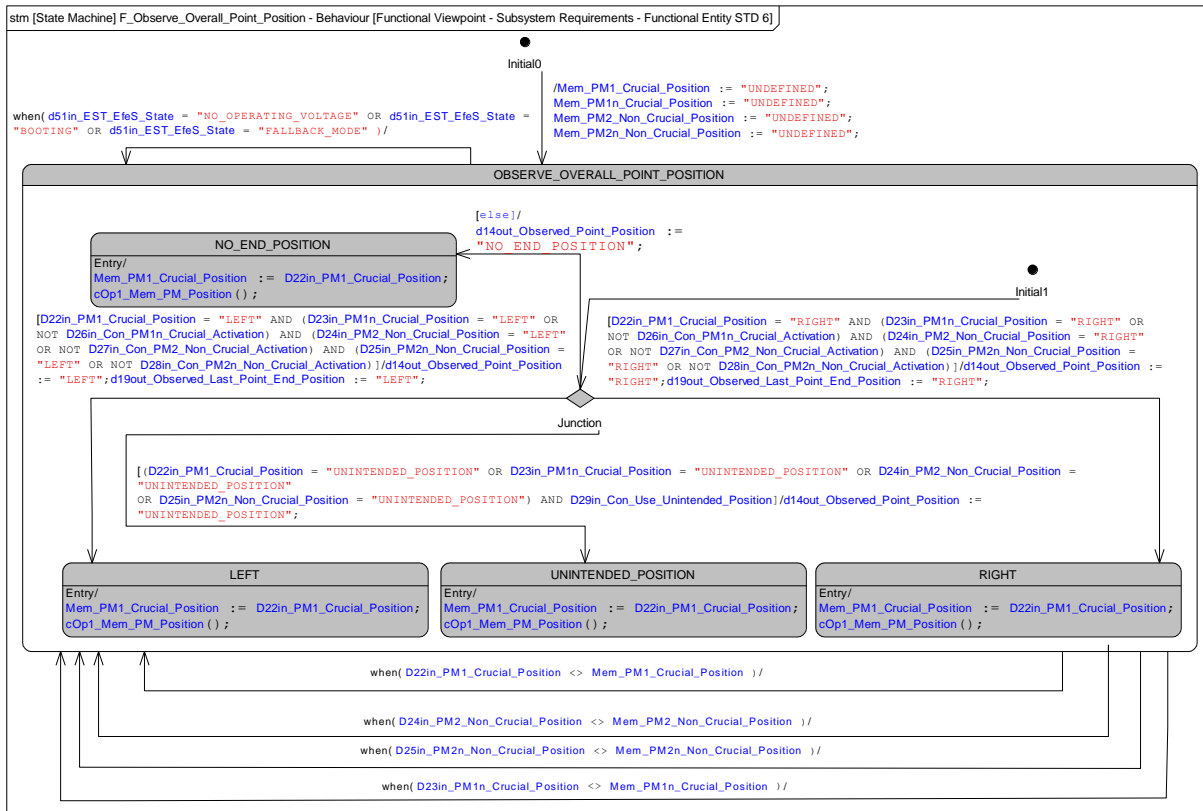 stm [State Machine] F_Observe_Overall_Point_Position - Behaviour [Functional Viewpoint - Subsystem Requirements - Functional Entity STD 6]
Initial0
/Mem_PM1_Crucial_Position := "UNDEFINED";
Mem_PM1n_Crucial_Position := "UNDEFINED";
Mem_PM2_Non_Crucial_Position := "UNDEFINED";
Mem_PM2n_Non_Crucial_Position := "UNDEFINED";
when( d51in_EST_EfeS_State = "NO_OPERATING_VOLTAGE" OR d51in_EST_EfeS_State =
"BOOTING" OR d51in_EST_EfeS_State = "FALLBACK_MODE" )/
OBSERVE_OVERALL_POINT_POSITION
[else]/
d14out_Observed_Point_Position :=
"NO_END_POSITION";
NO_END_POSITION
Entry/
Mem_PM1_Crucial_Position := D22in_PM1_Crucial_Position;
cOp1_Mem_PM_Position();
Initial1
[D22in_PM1_Crucial_Position = "LEFT" AND (D23in_PM1n_Crucial_Position = "LEFT" OR
NOT D26in_Con_PM1n_Crucial_Activation) AND (D24in_PM2_Non_Crucial_Position = "LEFT"
OR NOT D27in_Con_PM2_Non_Crucial_Activation) AND (D25in_PM2n_Non_Crucial_Position =
"LEFT" OR NOT D28in_Con_PM2n_Non_Crucial_Activation)]/d14out_Observed_Point_Position
:= "LEFT";d19out_Observed_Last_Point_End_Position := "LEFT";
[D22in_PM1_Crucial_Position = "RIGHT" AND (D23in_PM1n_Crucial_Position = "RIGHT" OR
NOT D26in_Con_PM1n_Crucial_Activation) AND (D24in_PM2_Non_Crucial_Position = "RIGHT"
OR NOT D27in_Con_PM2_Non_Crucial_Activation) AND (D25in_PM2n_Non_Crucial_Position =
"RIGHT" OR NOT D28in_Con_PM2n_Non_Crucial_Activation)]/d14out_Observed_Point_Position :=
"RIGHT";d19out_Observed_Last_Point_End_Position := "RIGHT";
Junction
[(D22in_PM1_Crucial_Position = "UNINTENDED_POSITION" OR D23in_PM1n_Crucial_Position = "UNINTENDED_POSITION" OR D24in_PM2_Non_Crucial_Position =
"UNINTENDED_POSITION"
OR D25in_PM2n_Non_Crucial_Position = "UNINTENDED_POSITION") AND D29in_Con_Use_Unintended_Position]/d14out_Observed_Point_Position :=
"UNINTENDED_POSITION";
LEFT
Entry/
Mem_PM1_Crucial_Position := D22in_PM1_Crucial_Position;
cOp1_Mem_PM_Position();
UNINTENDED_POSITION
Entry/
Mem_PM1_Crucial_Position := D22in_PM1_Crucial_Position;
cOp1_Mem_PM_Position();
RIGHT
Entry/
Mem_PM1_Crucial_Position := D22in_PM1_Crucial_Position;
cOp1_Mem_PM_Position();
when( D22in_PM1_Crucial_Position <> Mem_PM1_Crucial_Position )/
when( D24in_PM2_Non_Crucial_Position <> Mem_PM2_Non_Crucial_Position )/
when( D25in_PM2n_Non_Crucial_Position <> Mem_PM2n_Non_Crucial_Position )/
when( D23in_PM1n_Crucial_Position <> Mem_PM1n_Crucial_Position )/